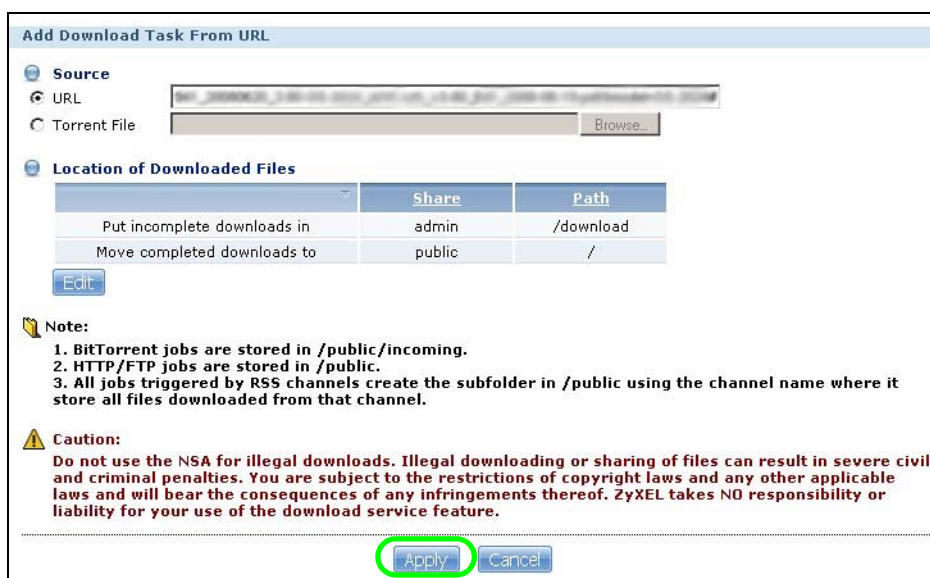 Add Download Task From URL
Source
URL
Torrent File Browse...
Location of Downloaded Files
Share Path
Put incomplete downloads in admin /download
Move completed downloads to public /
Edit
Note:
1. BitTorrent jobs are stored in /public/incoming.
2. HTTP/FTP jobs are stored in /public.
3. All jobs triggered by RSS channels create the subfolder in /public using the channel name where it
store all files downloaded from that channel.
Caution:
Do not use the NSA for illegal downloads. Illegal downloading or sharing of files can result in severe civil
and criminal penalties. You are subject to the restrictions of copyright laws and any other applicable
laws and will bear the consequences of any infringements thereof. ZyXEL takes NO responsibility or
liability for your use of the download service feature.
Apply Cancel